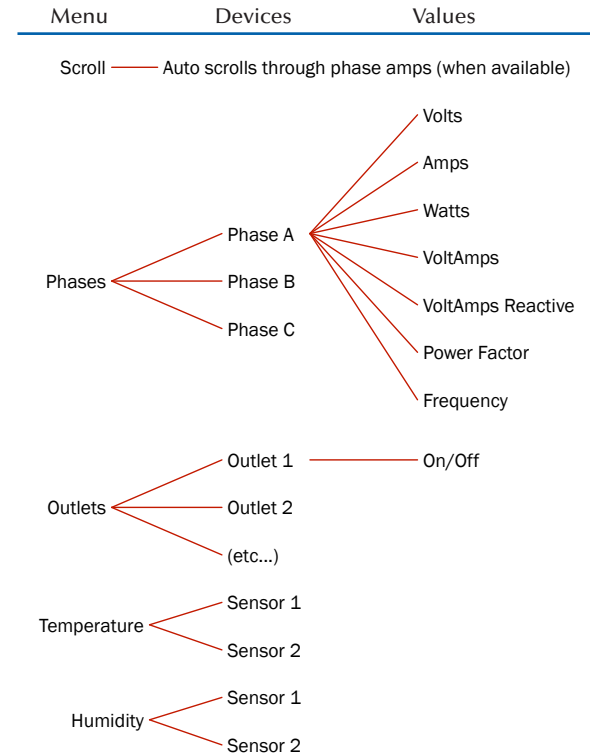 Menu Devices Values
Scroll Auto scrolls through phase amps (when available)
Volts
Amps
Watts
Phase A
VoltAmps
Phases Phase B
VoltAmps Reactive
Phase C
Power Factor
Frequency
Outlet 1 On/Off
Outlets Outlet 2
(etc...)
Sensor 1
Temperature
Sensor 2
Sensor 1
Humidity
Sensor 2